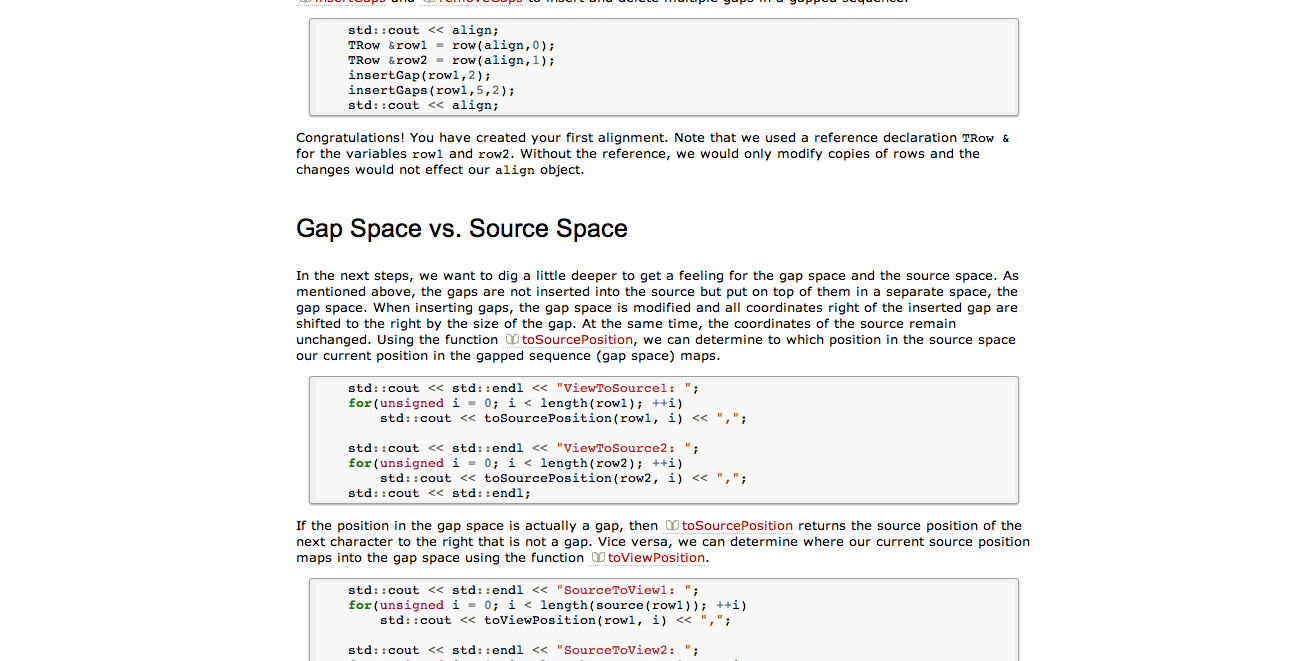 insertGaps and removeGaps to insert and delete multiple gaps in a gapped sequence.
std::cout << align;
TRow &row1 = row(align,0);
TRow &row2 = row(align,1);
insertGap(row1,2);
insertGaps(row1,5,2);
std::cout << align;
Congratulations! You have created your first alignment. Note that we used a reference declaration TRow &
for the variables row1 and row2. Without the reference, we would only modify copies of rows and the
changes would not effect our align object.
Gap Space vs. Source Space
In the next steps, we want to dig a little deeper to get a feeling for the gap space and the source space. As
mentioned above, the gaps are not inserted into the source but put on top of them in a separate space, the
gap space. When inserting gaps, the gap space is modified and all coordinates right of the inserted gap are
shifted to the right by the size of the gap. At the same time, the coordinates of the source remain
unchanged. Using the function toSourcePosition, we can determine to which position in the source space
our current position in the gapped sequence (gap space) maps.
std::cout << std::endl << "ViewToSource1: ";
for(unsigned i = 0; i < length(row1); ++i)
    std::cout << toSourcePosition(row1, i) << ",";
std::cout << std::endl << "ViewToSource2: ";
for(unsigned i = 0; i < length(row2); ++i)
    std::cout << toSourcePosition(row2, i) << ",";
std::cout << std::endl;
If the position in the gap space is actually a gap, then toSourcePosition returns the source position of the
next character to the right that is not a gap. Vice versa, we can determine where our current source position
maps into the gap space using the function toViewPosition.
std::cout << std::endl << "SourceToView1: ";
for(unsigned i = 0; i < length(source(row1)); ++i)
    std::cout << toViewPosition(row1, i) << ",";
std::cout << std::endl << "SourceToView2: ";